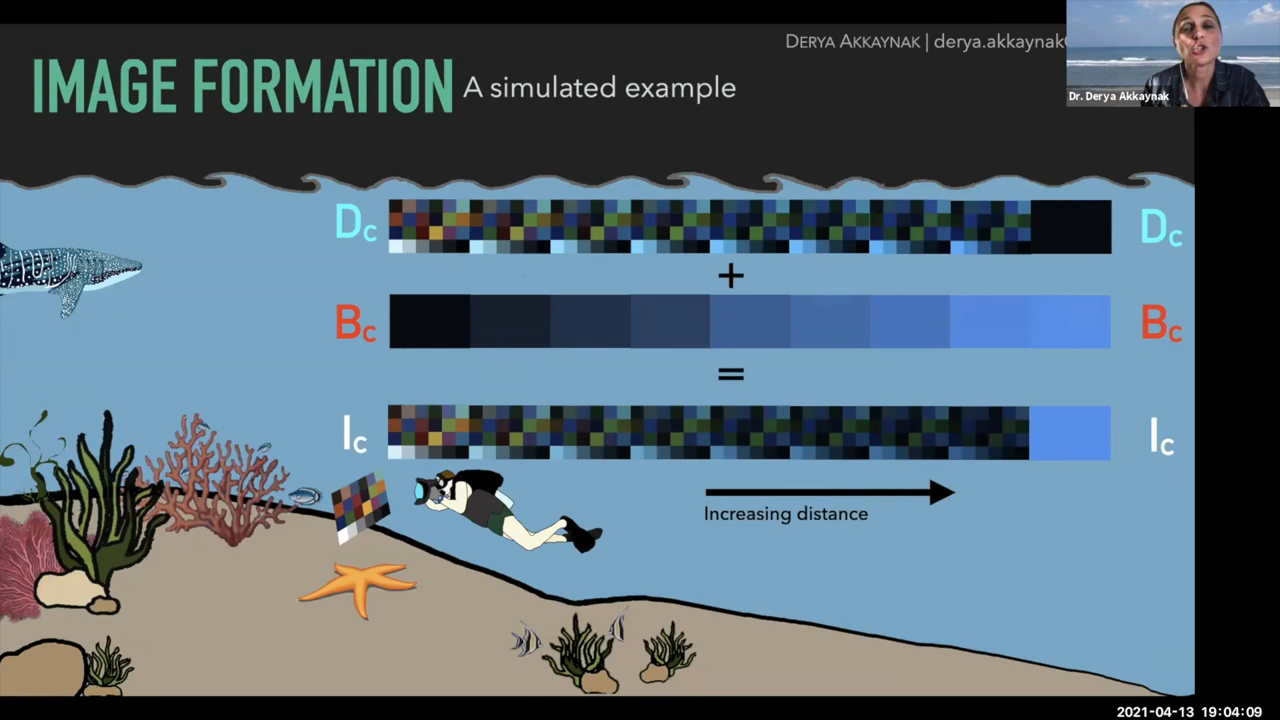 DERYA AKKAYNAK | derya.akkaynak
IMAGE FORMATION A simulated example
Dr. Derya Akkaynak
Dc Dc
+
Bc Bc
=
Ic Ic
Increasing distance
2021-04-13 19:04:09